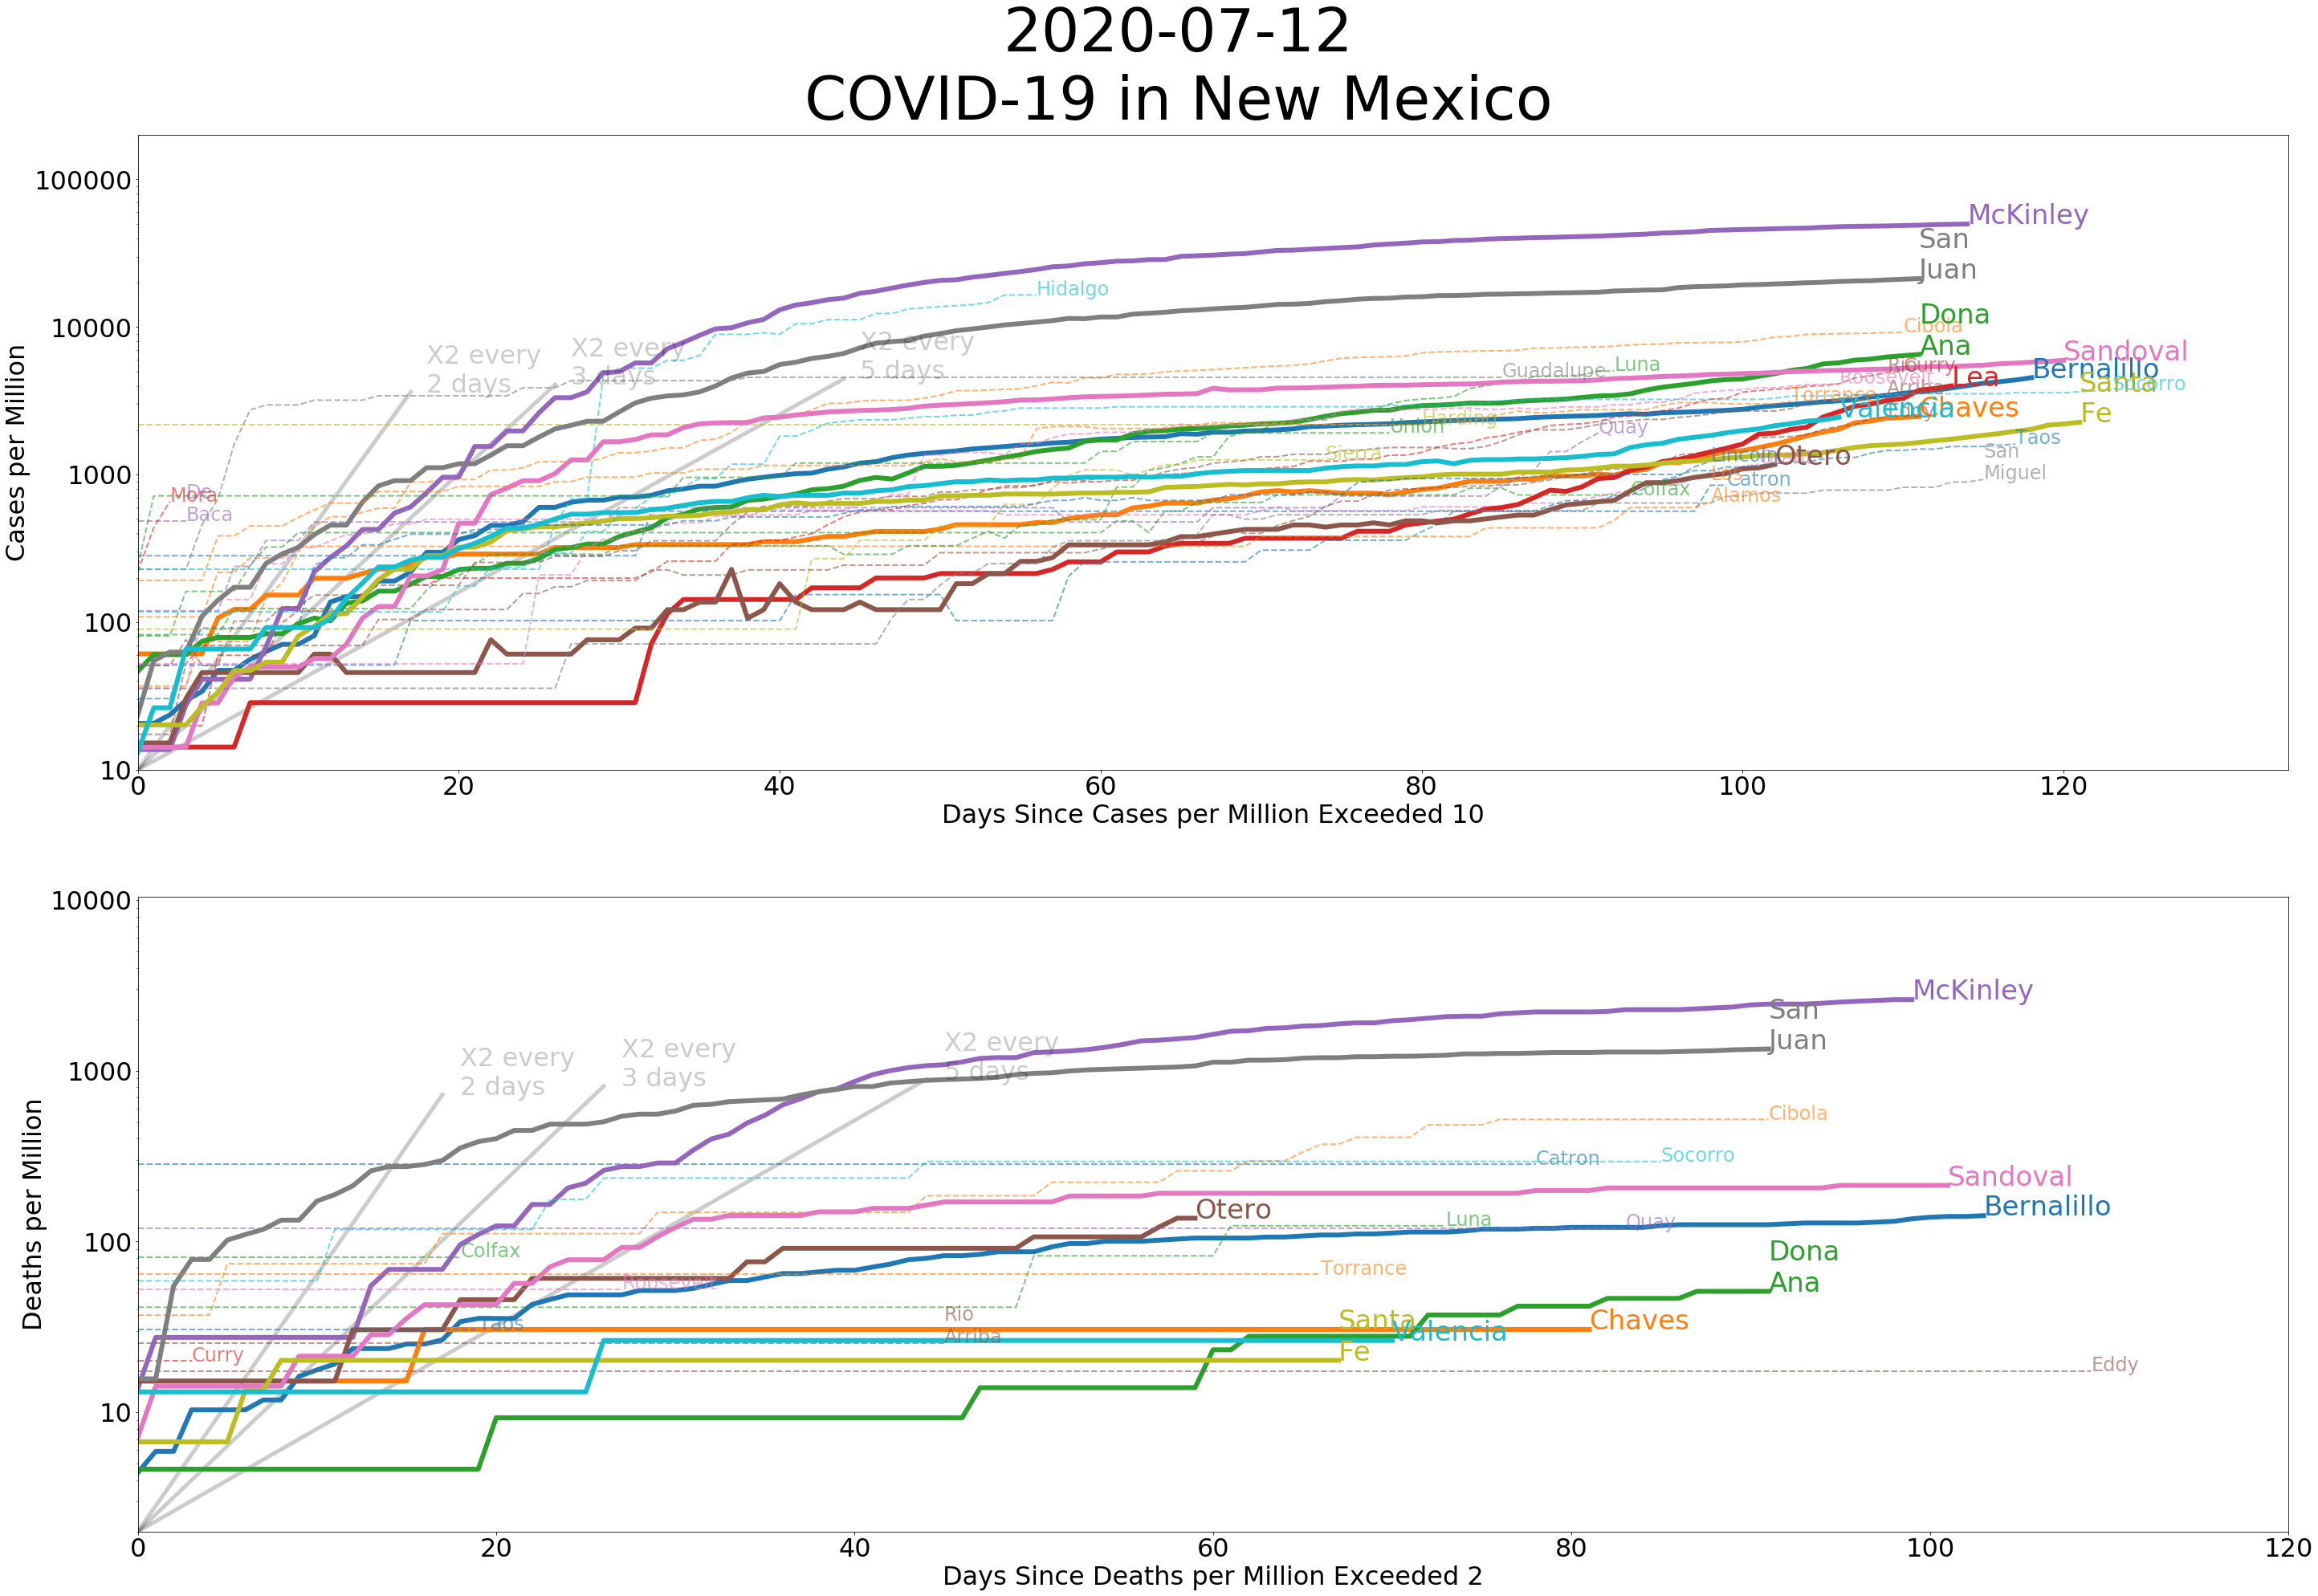 2020-07-12
COVID-19 in New Mexico
Cases per Million
100000
10000
1000
100
10
McKinley
San
Juan
Hidalgo
Dona
Ana
Cibola
X2 every
2 days
X2 every
3 days
X2 every
5 days
Guadalupe
Luna
Sandoval
Bernalillo
Curry
Roosevelt
Lea
Santa
Fe
Socorro
Torrance
Arriba
Valencia
Chaves
Harding
Union
Quay
Taos
Sierra
Otero
Lincoln
San
Miguel
Catron
Colfax
Alamos
De
Baca
Mora
0
20
40
60
80
100
120
Days Since Cases per Million Exceeded 10
Deaths per Million
10000
1000
100
10
McKinley
San
Juan
X2 every
2 days
X2 every
3 days
X2 every
5 days
Cibola
Catron
Socorro
Sandoval
Bernalillo
Otero
Luna
Quay
Colfax
Dona
Ana
Torrance
Roosevelt
Rio
Arriba
Santa
Fe
Chaves
Valencia
Taos
Curry
Eddy
0
20
40
60
80
100
120
Days Since Deaths per Million Exceeded 2